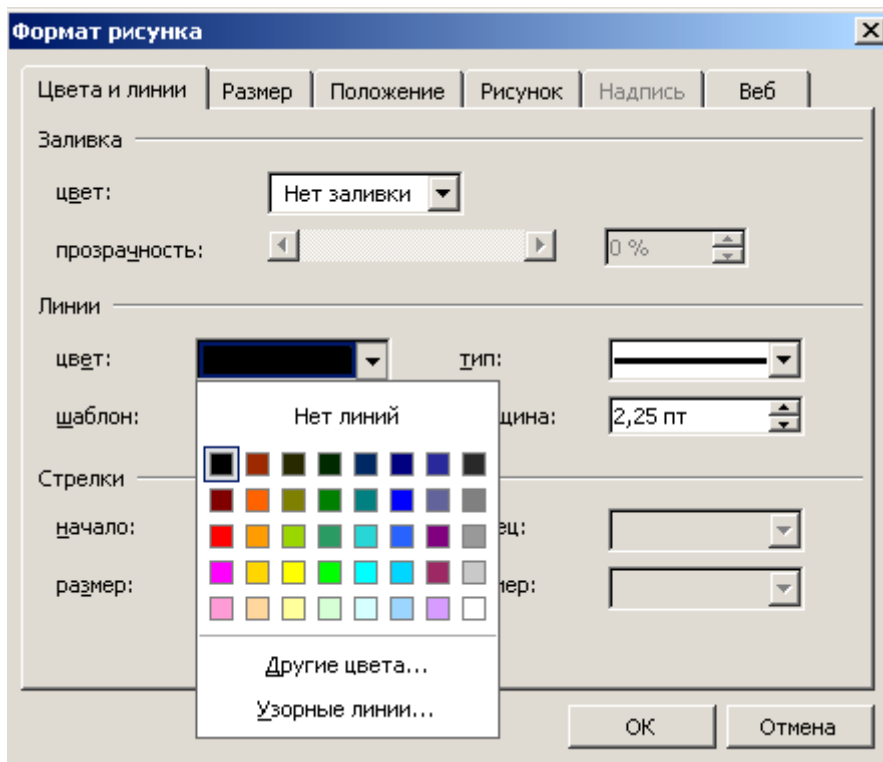 Формат рисунка
Цвета и линии Размер Положение Рисунок Надпись Веб
Заливка
цвет: Нет заливки
прозрачность: 0 %
Линии
цвет: тип:
шаблон: Нет линий щина: 2,25 пт
Стрелки
начало: ец:
размер: мер:
Другие цвета...
Узорные линии...
ОК Отмена